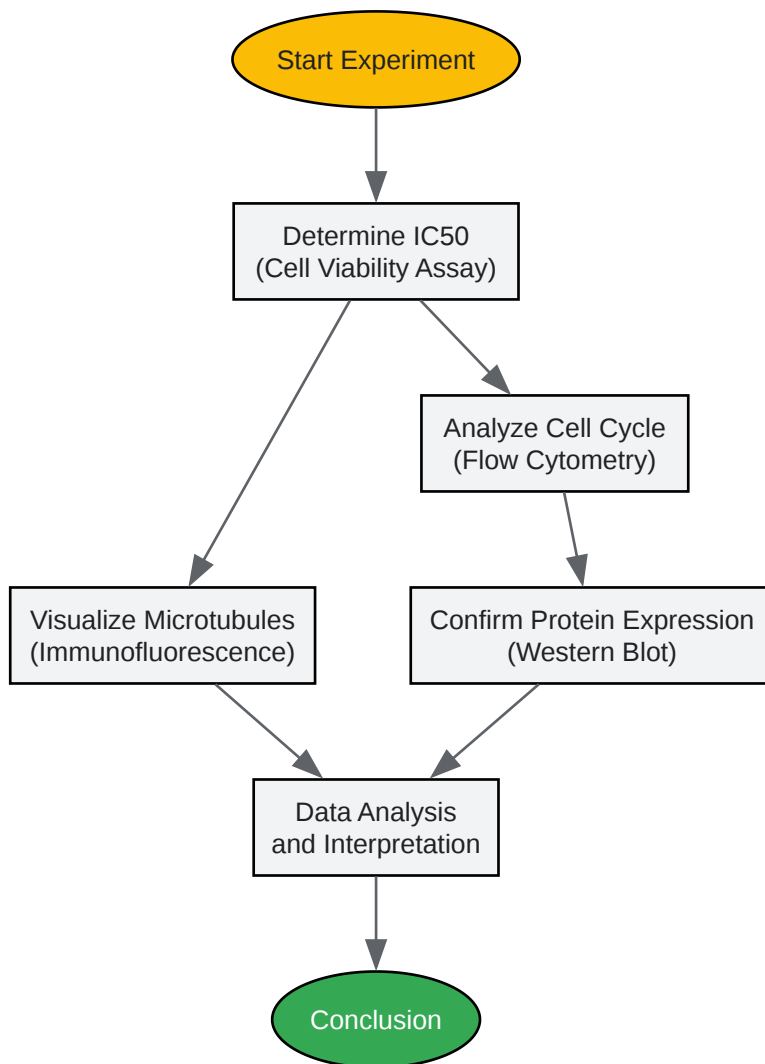 Start Experiment
Determine IC50
(Cell Viability Assay)
Analyze Cell Cycle
(Flow Cytometry)
Visualize Microtubules
(Immunofluorescence)
Confirm Protein Expression
(Western Blot)
Data Analysis
and Interpretation
Conclusion